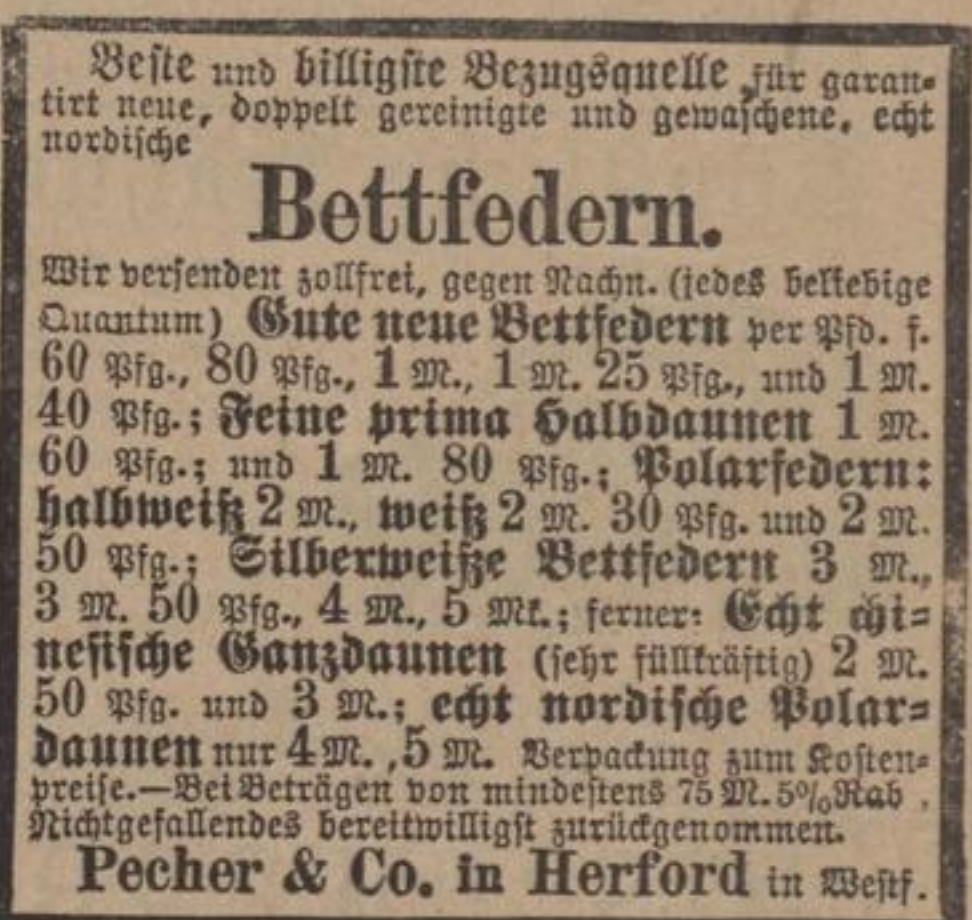 Beste und billigste Bezugsquelle für garan-
tirt neue, doppelt gereinigte und gewaschene, echt
nordische
Bettfedern.
Wir versenden zollfrei, gegen Nachn. (jedes beliebige
Quantum) Gute neue Bettfedern per Pfd. f.
60 Pfg., 80 Pfg., 1 M., 1 M. 25 Pfg., und 1 M.
40 Pfg.; Feine prima Halbdaunen 1 M.
60 Pfg.; und 1 M. 80 Pfg.; Polarfedern:
halbweiß 2 M., weiß 2 M. 30 Pfg. und 2 M.
50 Pfg.; Silberweiße Bettfedern 3 M.,
3 M. 50 Pfg., 4 M., 5 Mk.; ferner: Echt chi-
nesische Ganzdaunen (sehr füllkräftig) 2 M.
50 Pfg. und 3 M.; echt nordische Polar-
daunen nur 4 M., 5 M. Verpackung zum Kosten-
preise.—Bei Beträgen von mindestens 75 M. 5% Rab.
Nichtgefallendes bereitwilligst zurückgenommen.
Pecher & Co. in Herford in Westf.